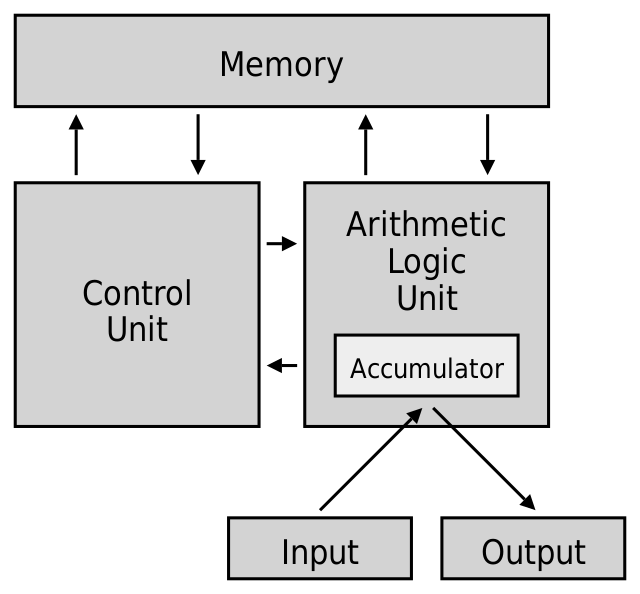 Memory
Control
Unit
Arithmetic
Logic
Unit
Accumulator
Input
Output